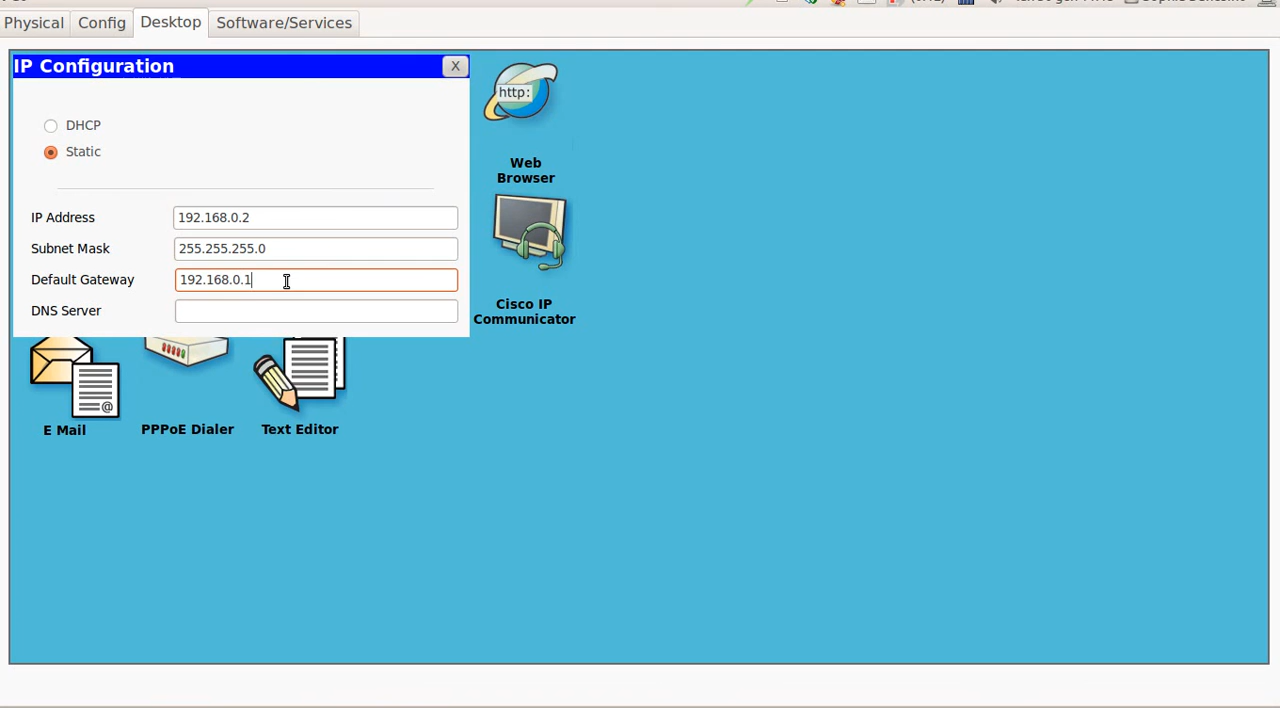 Physical
Config
Desktop
Software/Services
IP Configuration
X
DHCP
Static
IP Address
192.168.0.2
Subnet Mask
255.255.255.0
Default Gateway
192.168.0.1
DNS Server
http:
Web
Browser
Cisco IP
Communicator
@
E Mail
PPPoE Dialer
Text Editor